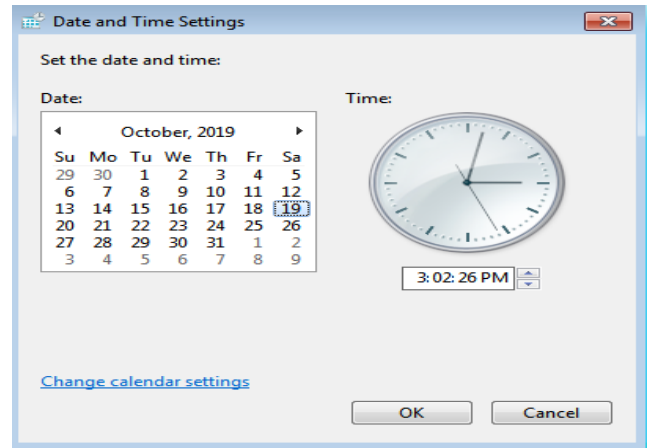 Date and Time Settings
Set the date and time:
Date:
Time:
October, 2019
Su Mo Tu We Th Fr Sa
29 30 1 2 3 4 5
6 7 8 9 10 11 12
13 14 15 16 17 18 19
20 21 22 23 24 25 26
27 28 29 30 31 1 2
3 4 5 6 7 8 9
3:02:26 PM
Change calendar settings
OK
Cancel